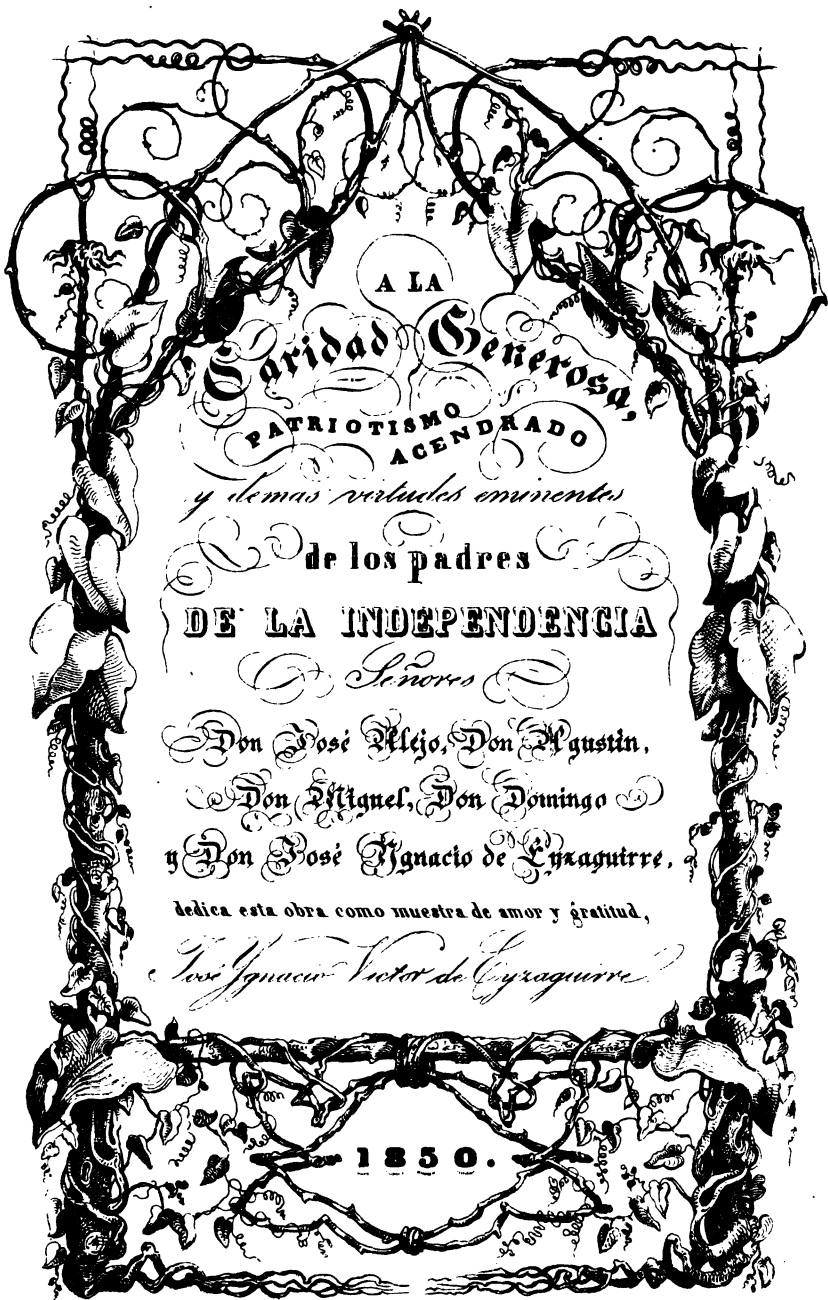 A LA
Caridad Generosa,
PATRIOTISMO
ACENDRADO
y demas virtudes eminentes
de los padres
DE LA INDEPENDENCIA
Señores
Don José Alejo, Don Agustin,
Don Miguel, Don Domingo
y Don José Ygnacio de Eyzaguirre,
dedica esta obra como muestra de amor y gratitud,
José Ygnacio Victor de Eyzaguirre.
1850.